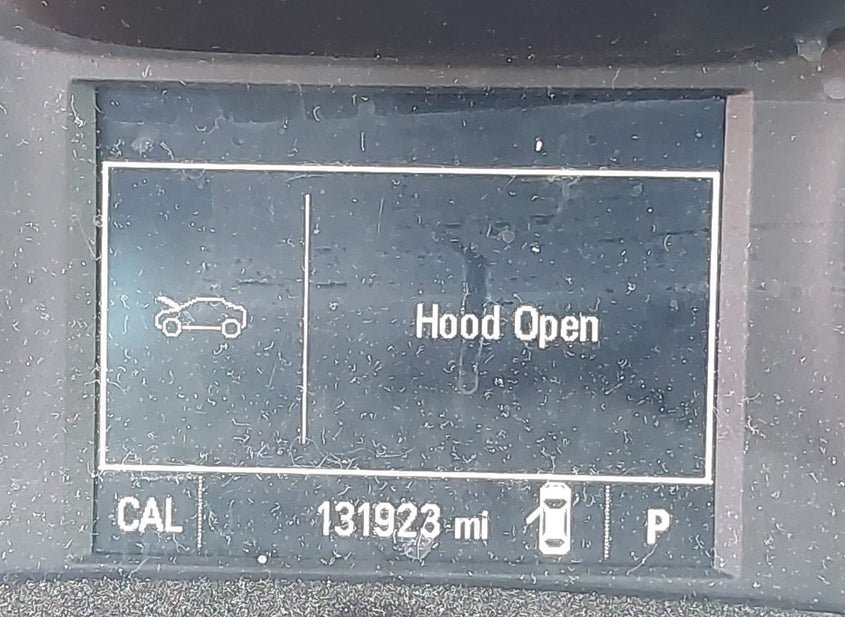 Hood Open
CAL 131923 mi P